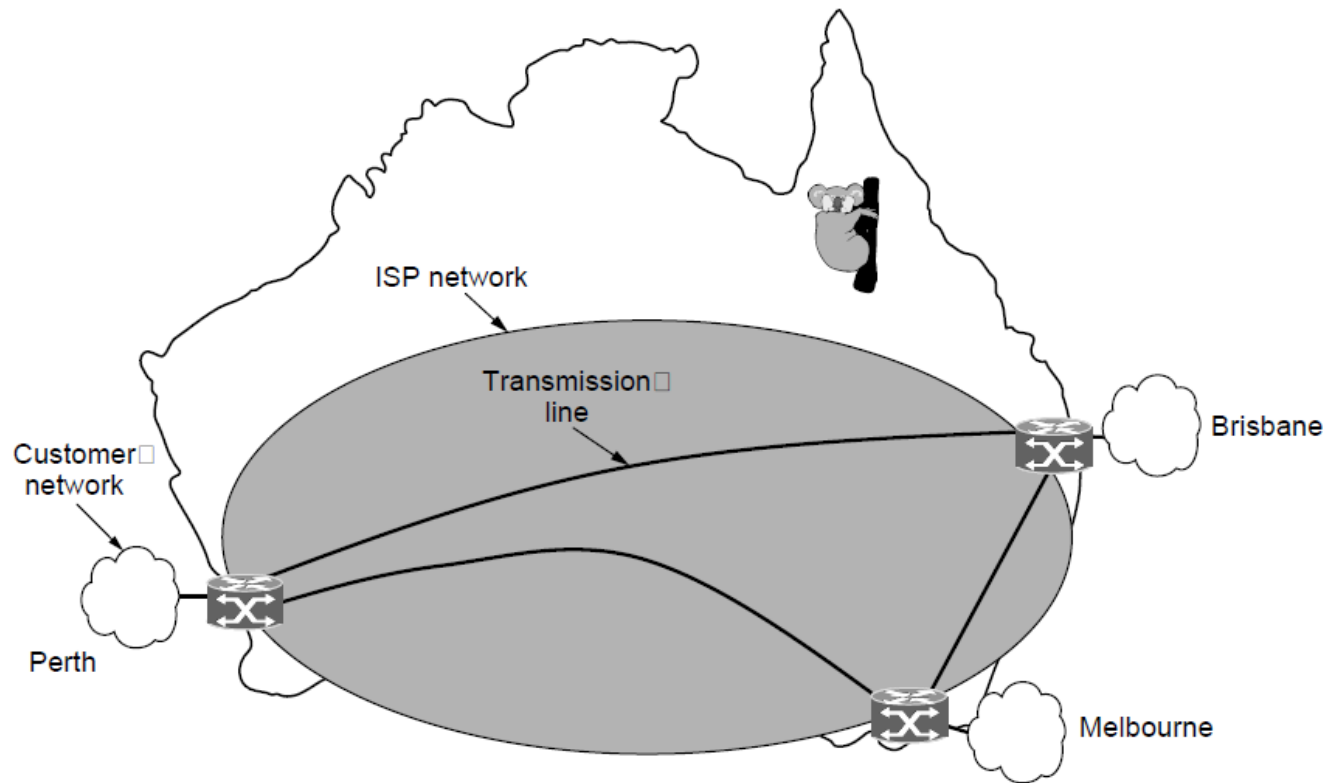 ISP network
Transmission□
line
Customer□
network
Brisbane
Perth
Melbourne